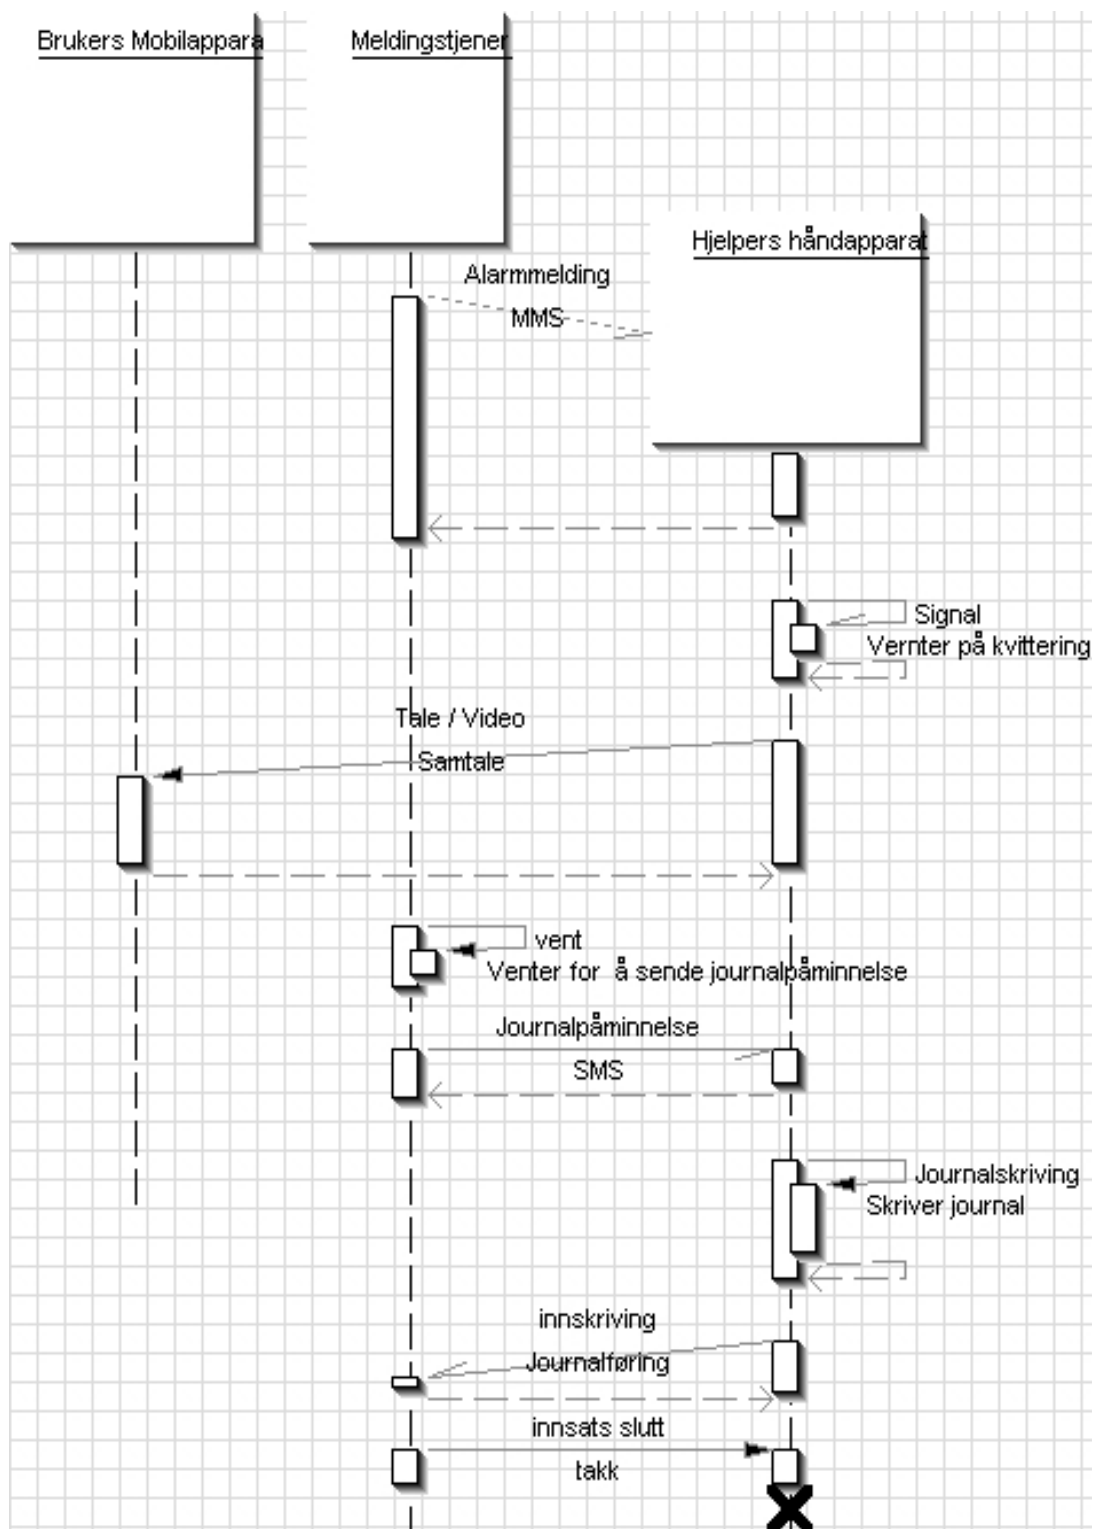 Brukers Mobilappara
Meldingstjener
Hjelpers håndapparat
Alarmmelding
MMS
Signal
Vernter på kvittering
Tale / Video
Samtale
vent
Venter for å sende journalpåminnelse
Journalpåminnelse
SMS
Journalskriving
Skriver journal
innskriving
Journalføring
innsats slutt
takk